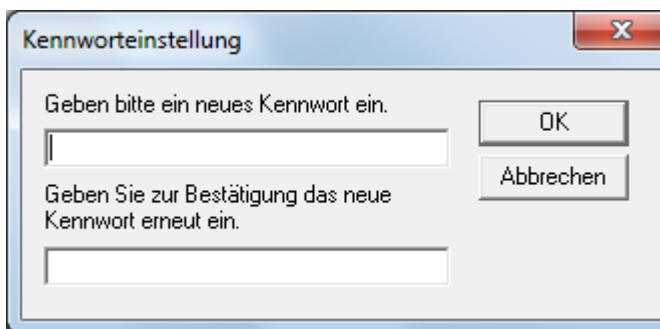 Kennworteinstellung
Geben bitte ein neues Kennwort ein.
OK
Abbrechen
Geben Sie zur Bestätigung das neue
Kennwort erneut ein.